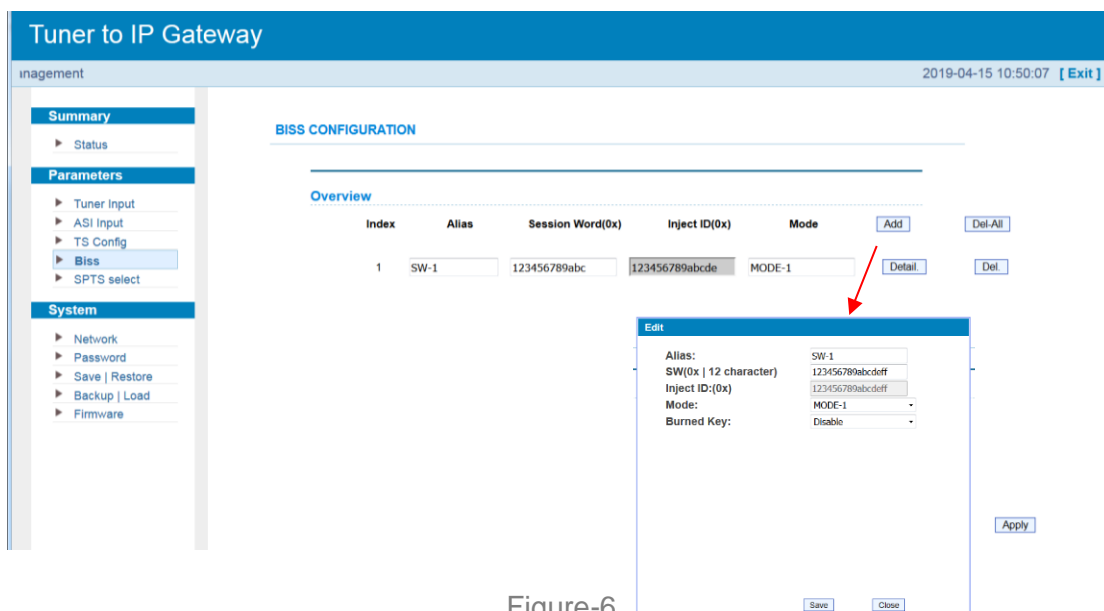 Tuner to IP Gateway
nagement
2019-04-15 10:50:07 [ Exit ]
Summary
Status
Parameters
Tuner Input
ASI Input
TS Config
Biss
SPTS select
System
Network
Password
Save | Restore
Backup | Load
Firmware
BISS CONFIGURATION
Overview
Index Alias Session Word(0x) Inject ID(0x) Mode Add Del-All
1 SW-1 123456789abc 123456789abcde MODE-1 Detail. Del.
Edit
Alias: SW-1
SW(0x | 12 character) 123456789abcdeff
Inject ID:(0x) 123456789abcdeff
Mode: MODE-1
Burned Key: Disable
Apply
Save Close
Figure-6